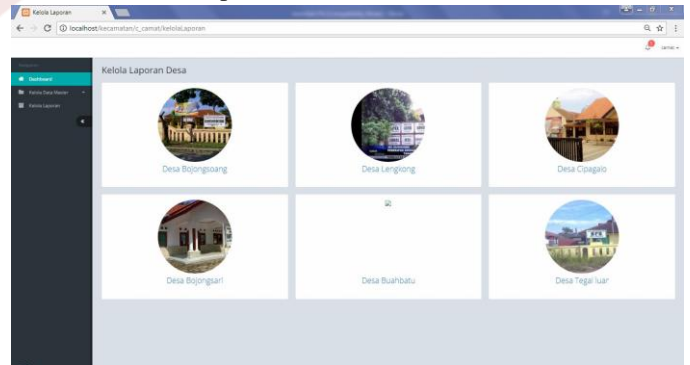 Kelola Laporan
localhost/kecamatan/c_camat/kelolaLaporan
camat
Dashboard
Kelola Data Master
Kelola Laporan
Kelola Laporan Desa
Desa Bojongsoang
Desa Lengkong
Desa Cipagalo
Desa Bojongsari
Desa Buahbatu
Desa Tegal luar